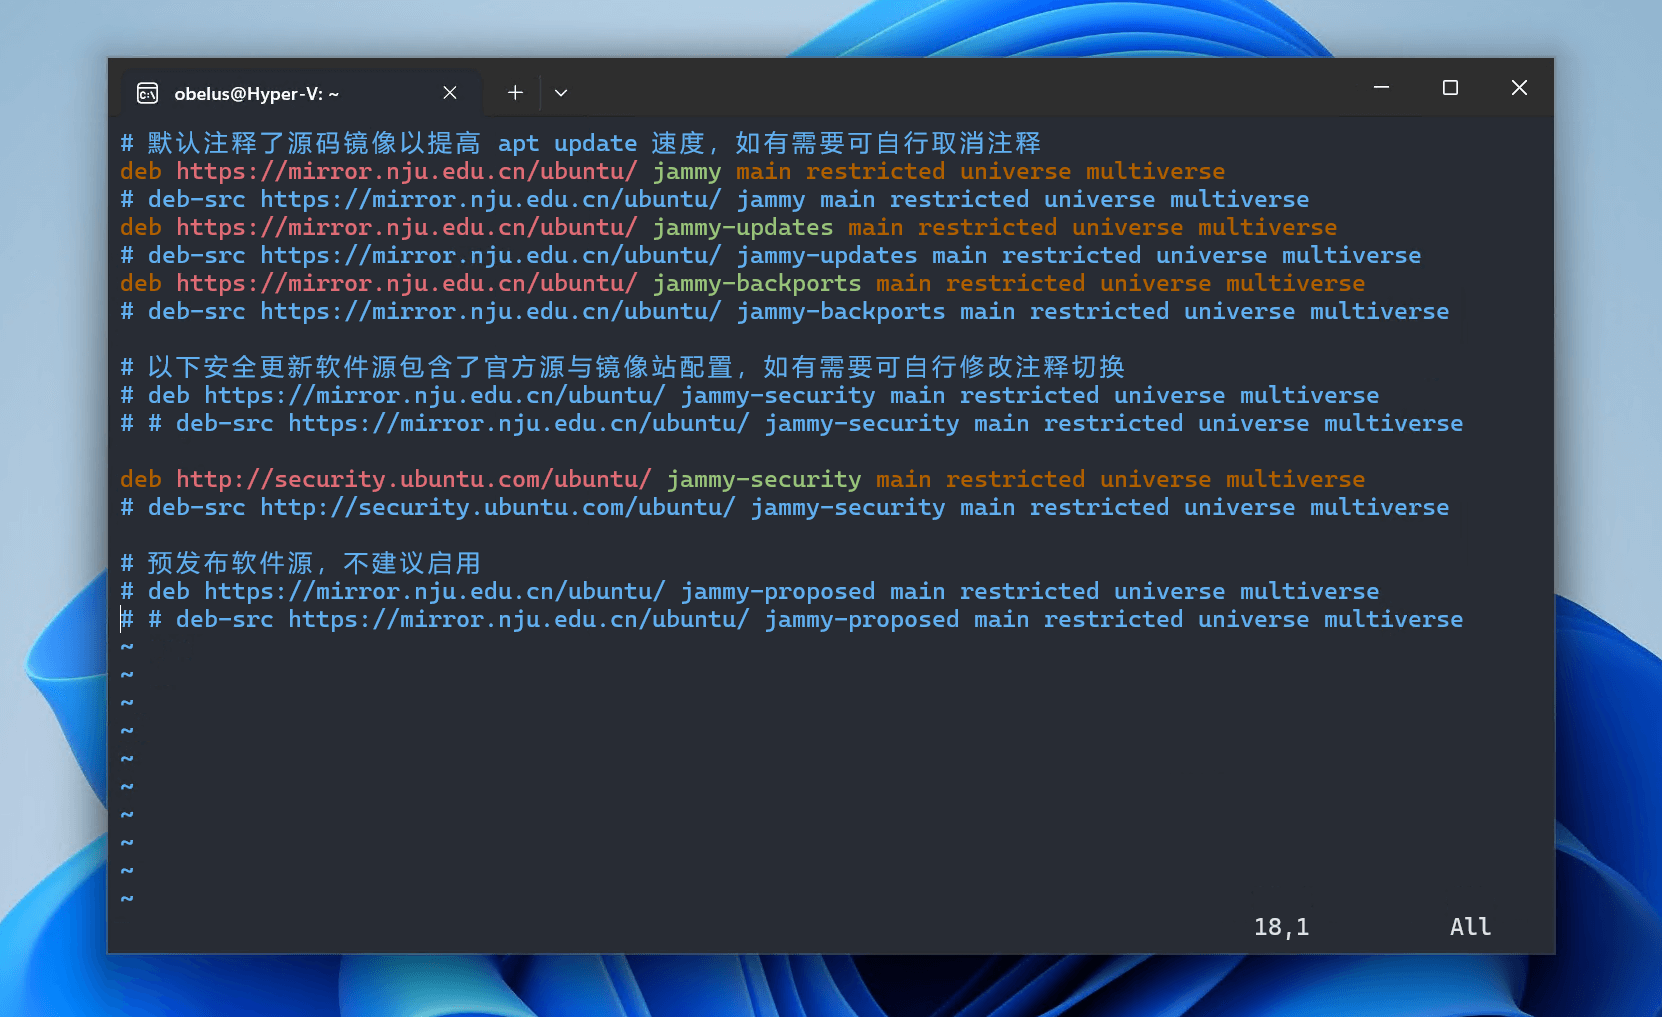 obelus@Hyper-V: ~
# 默认注释了源码镜像以提高 apt update 速度，如有需要可自行取消注释
deb https://mirror.nju.edu.cn/ubuntu/ jammy main restricted universe multiverse
# deb-src https://mirror.nju.edu.cn/ubuntu/ jammy main restricted universe multiverse
deb https://mirror.nju.edu.cn/ubuntu/ jammy-updates main restricted universe multiverse
# deb-src https://mirror.nju.edu.cn/ubuntu/ jammy-updates main restricted universe multiverse
deb https://mirror.nju.edu.cn/ubuntu/ jammy-backports main restricted universe multiverse
# deb-src https://mirror.nju.edu.cn/ubuntu/ jammy-backports main restricted universe multiverse
# 以下安全更新软件源包含了官方源与镜像站配置，如有需要可自行修改注释切换
# deb https://mirror.nju.edu.cn/ubuntu/ jammy-security main restricted universe multiverse
# # deb-src https://mirror.nju.edu.cn/ubuntu/ jammy-security main restricted universe multiverse
deb http://security.ubuntu.com/ubuntu/ jammy-security main restricted universe multiverse
# deb-src http://security.ubuntu.com/ubuntu/ jammy-security main restricted universe multiverse
# 预发布软件源，不建议启用
# deb https://mirror.nju.edu.cn/ubuntu/ jammy-proposed main restricted universe multiverse
# # deb-src https://mirror.nju.edu.cn/ubuntu/ jammy-proposed main restricted universe multiverse
~
~
~
~
~
~
~
~
~
~
18,1 All